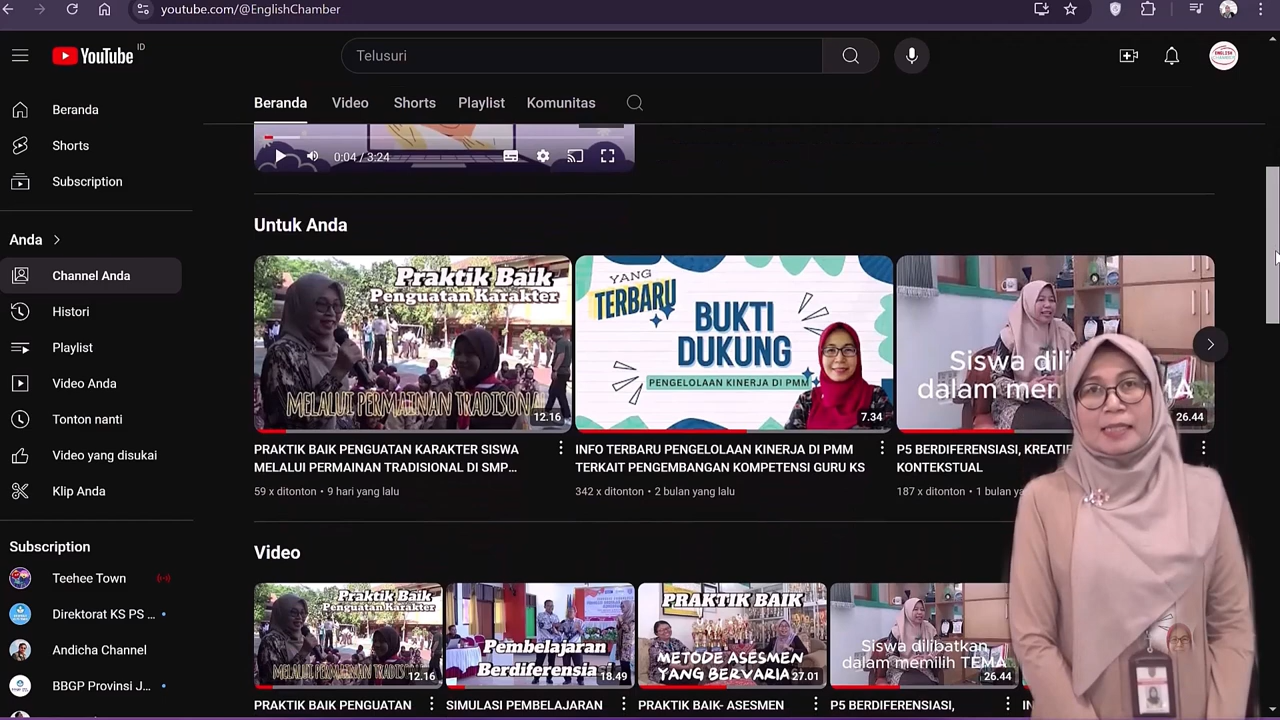 youtube.com/@EnglishChamber
YouTube ID
Telusuri
Beranda Video Shorts Playlist Komunitas
Beranda
Shorts
Subscription
Anda
Channel Anda
Histori
Playlist
Video Anda
Tonton nanti
Video yang disukai
Klip Anda
Subscription
Teehee Town
Direktorat KS PS ...
Andicha Channel
BBGP Provinsi J...
0:04 / 3:24
Untuk Anda
Praktik Baik
Penguatan Karakter
MELALUI PERMAINAN TRADISONA
12.16
PRAKTIK BAIK PENGUATAN KARAKTER SISWA
MELALUI PERMAINAN TRADISIONAL DI SMP...
59 x ditonton • 9 hari yang lalu
YANG
TERBARU
BUKTI
DUKUNG
PENGELOLAAN KINERJA DI PMM
7.34
INFO TERBARU PENGELOLAAN KINERJA DI PMM
TERKAIT PENGEMBANGAN KOMPETENSI GURU KS
342 x ditonton • 2 bulan yang lalu
Siswa dili
dalam mem MA
26.44
P5 BERDIFERENSIASI, KREATIF
KONTEKSTUAL
187 x ditonton • 1 bulan ya
Video
Praktik Baik
Penguatan Karakter
MELALUI PERMAINAN TRADISONA
12.16
PRAKTIK BAIK PENGUATAN
Pembelajaran
Berdiferensia
18.49
SIMULASI PEMBELAJARAN
PRAKTIK BAIK
METODE ASESMEN
YANG BERVARIA
27.01
PRAKTIK BAIK- ASESMEN
Siswa dilibatkan
dalam memilih TEMA
26.44
P5 BERDIFERENSIASI,